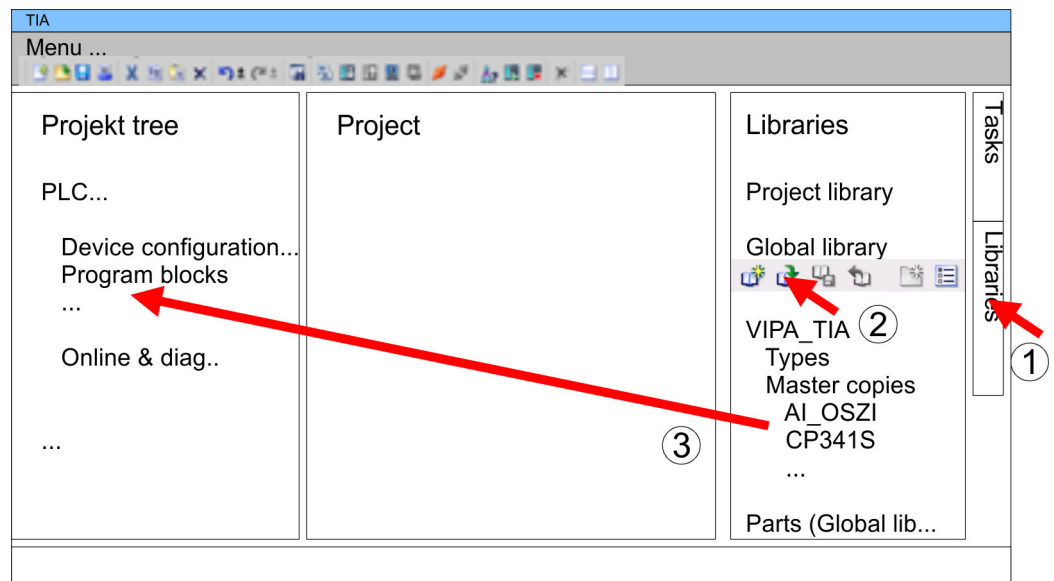 TIA
Menu ...
Projekt tree
PLC...
Device configuration...
Program blocks
...
Online & diag..
...
Project
③
Libraries
Project library
Global library
②
VIPA_TIA
Types
Master copies
AI_OSZI
CP341S
...
Parts (Global lib...
Tasks
Libraries
①